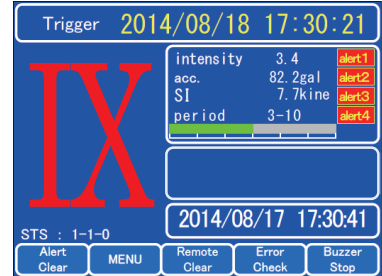 Trigger 2014/08/18 17:30:21
IX
intensity 3.4 alert1
acc. 82.2gal alert2
SI 7.7kine alert3
period 3-10 alert4
2014/08/17 17:30:41
STS : 1-1-0
Alert Clear
MENU
Remote Clear
Error Check
Buzzer Stop